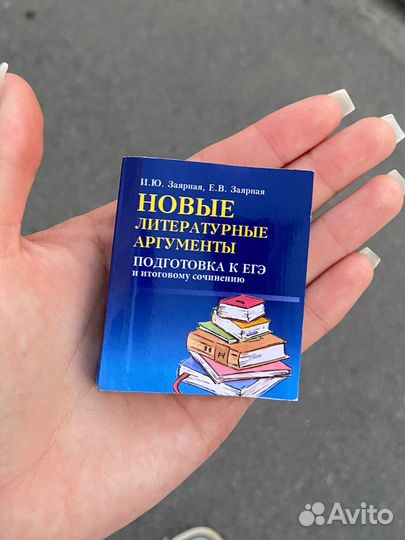 И.Ю. Заярная, Е.В. Заярная
НОВЫЕ
ЛИТЕРАТУРНЫЕ
АРГУМЕНТЫ
ПОДГОТОВКА К ЕГЭ
и итоговому сочинению
Avito